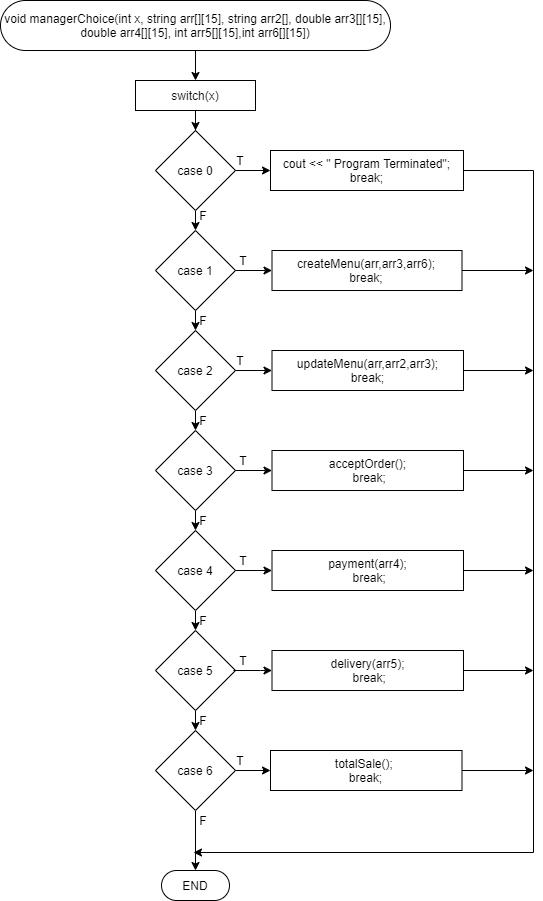 void managerChoice(int x, string arr[][15], string arr2[], double arr3[][15],
double arr4[][15], int arr5[][15],int arr6[][15])
switch(x)
case 0
T
cout << " Program Terminated";
break;
F
case 1
T
createMenu(arr,arr3,arr6);
break;
F
case 2
T
updateMenu(arr,arr2,arr3);
break;
F
case 3
T
acceptOrder();
break;
F
case 4
T
payment(arr4);
break;
F
case 5
T
delivery(arr5);
break;
F
case 6
T
totalSale();
break;
F
END